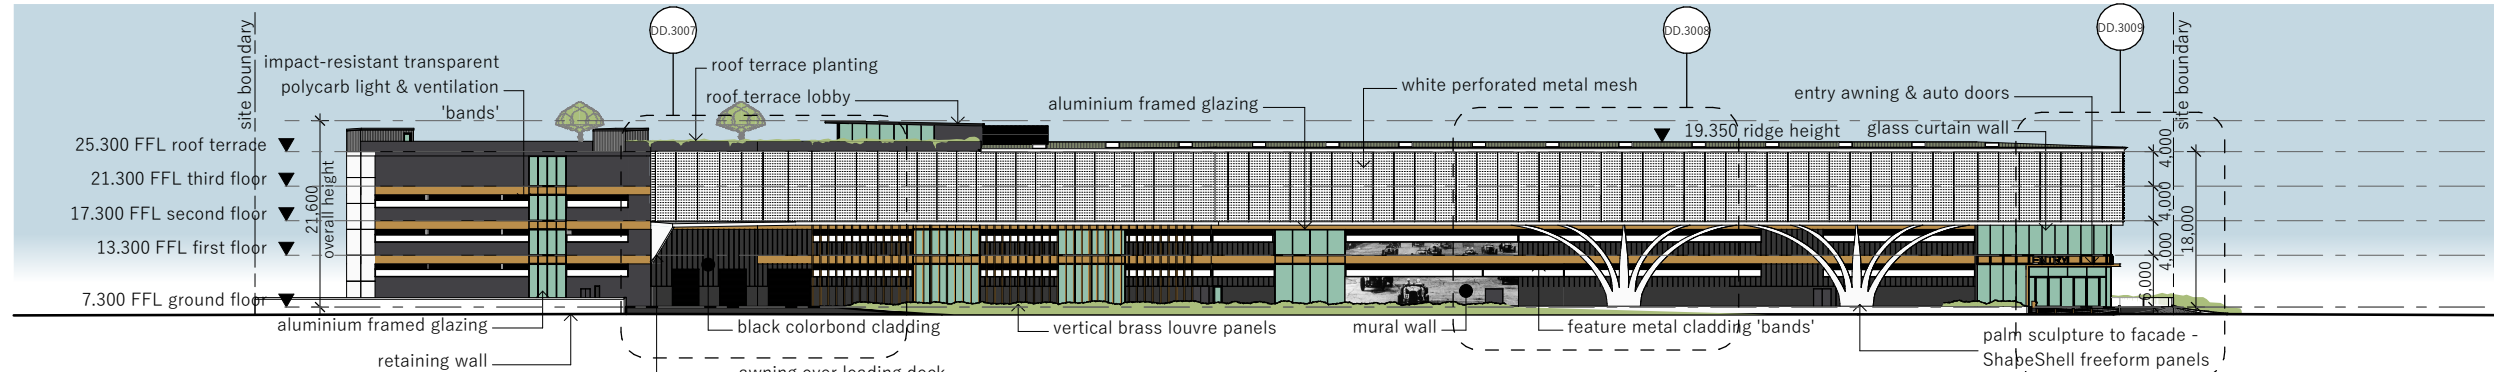 DD.3007
DD.3008
DD.3009
site boundary
impact-resistant transparent
polycarb light & ventilation
'bands'
roof terrace planting
roof terrace lobby
aluminium framed glazing
white perforated metal mesh
entry awning & auto doors
glass curtain wall
site boundary
19.350 ridge height
25.300 FFL roof terrace
21.300 FFL third floor
17.300 FFL second floor
13.300 FFL first floor
7.300 FFL ground floor
21,600
overall height
4,000
4,000
4,000
6,000
18,000
ENTRY
aluminium framed glazing
retaining wall
black colorbond cladding
awning over loading dock
vertical brass louvre panels
mural wall
feature metal cladding 'bands'
palm sculpture to facade -
ShapeShell freeform panels